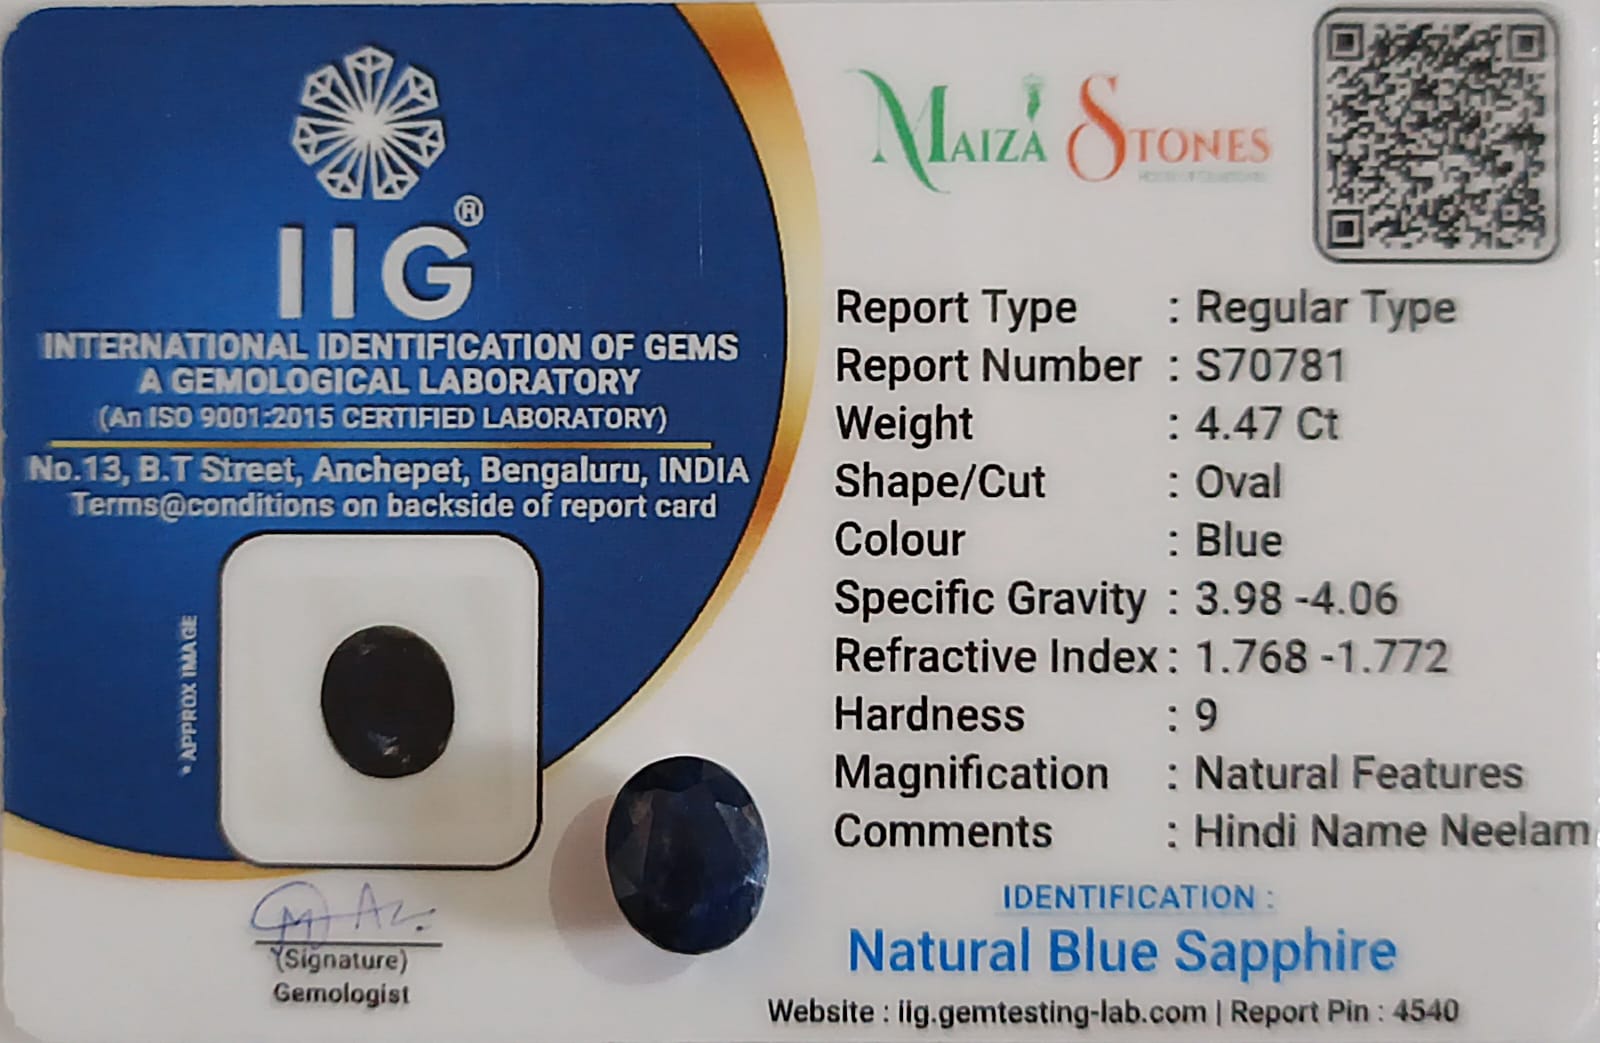 IIG®
INTERNATIONAL IDENTIFICATION OF GEMS
A GEMOLOGICAL LABORATORY
(An ISO 9001:2015 CERTIFIED LABORATORY)
No.13, B.T Street, Anchepet, Bengaluru, INDIA
Terms@conditions on backside of report card
*APPROX IMAGE
(Signature)
Gemologist
MAIZA STONES
Report Type : Regular Type
Report Number : S70781
Weight : 4.47 Ct
Shape/Cut : Oval
Colour : Blue
Specific Gravity : 3.98 -4.06
Refractive Index : 1.768 -1.772
Hardness : 9
Magnification : Natural Features
Comments : Hindi Name Neelam
IDENTIFICATION :
Natural Blue Sapphire
Website : iig.gemtesting-lab.com | Report Pin : 4540